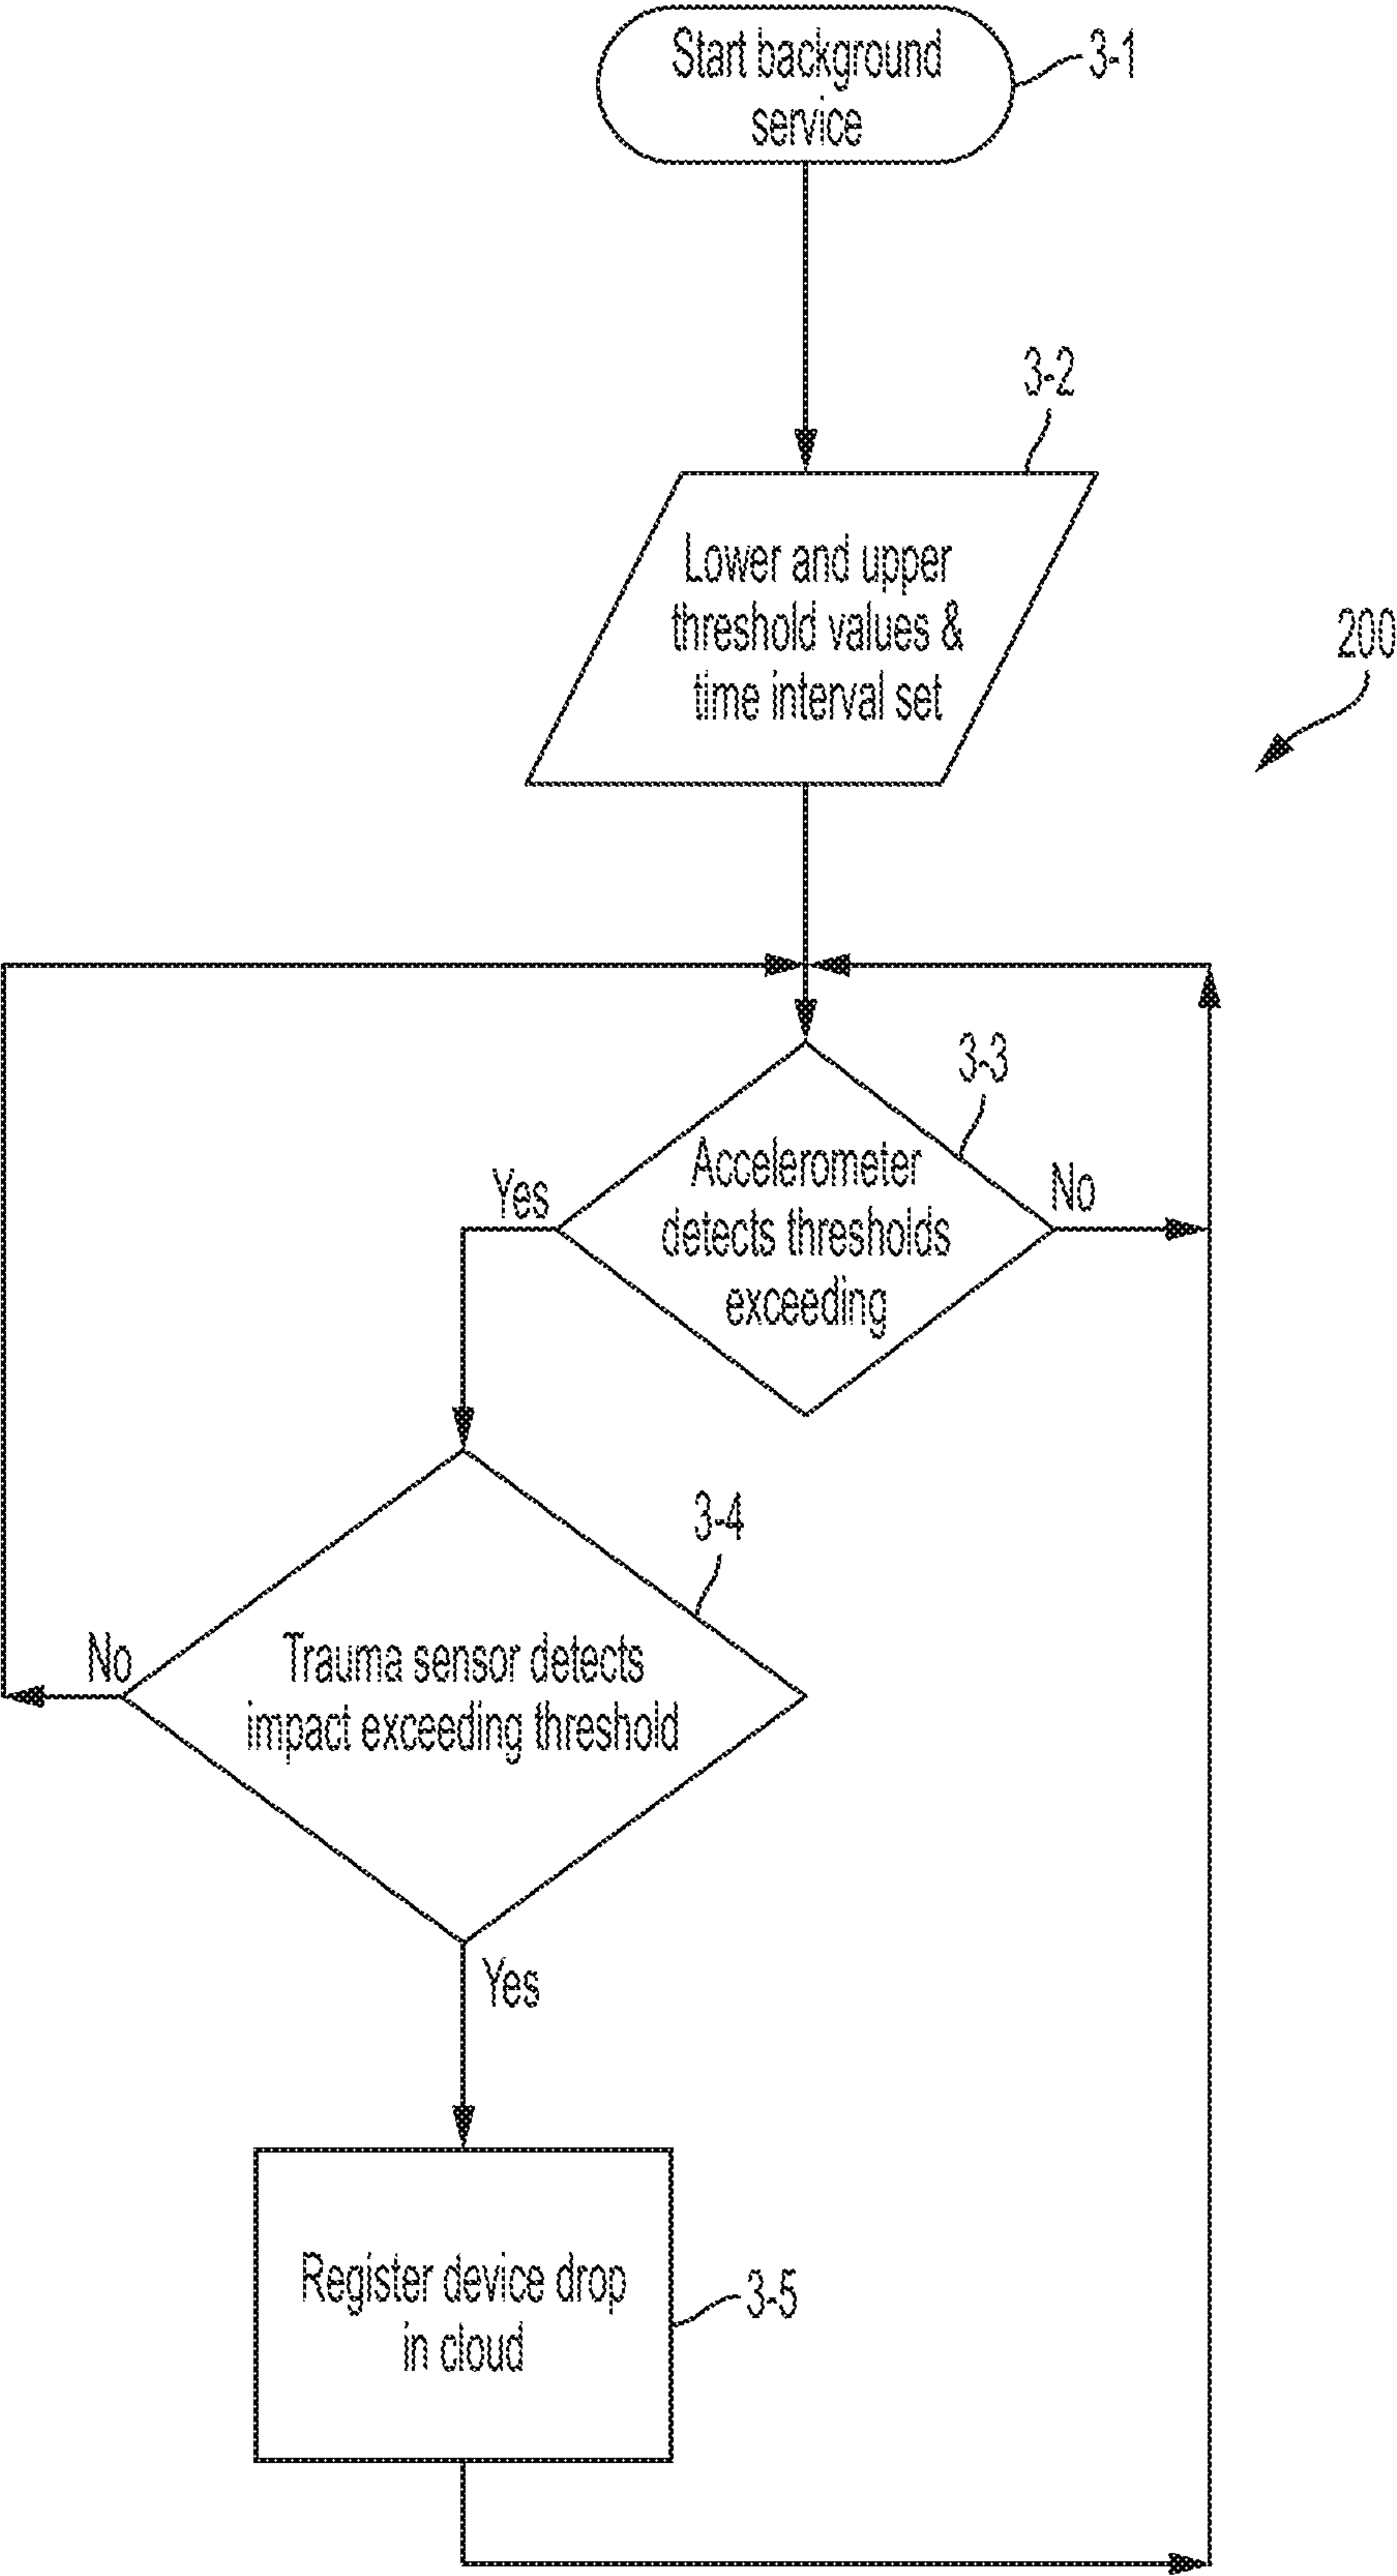 Start background
service
3-1
3-2
Lower and upper
threshold values &
time interval set
200
3-3
Accelerometer
detects thresholds
exceeding
Yes
No
3-4
Trauma sensor detects
impact exceeding threshold
No
Yes
Register device drop
in cloud
3-5